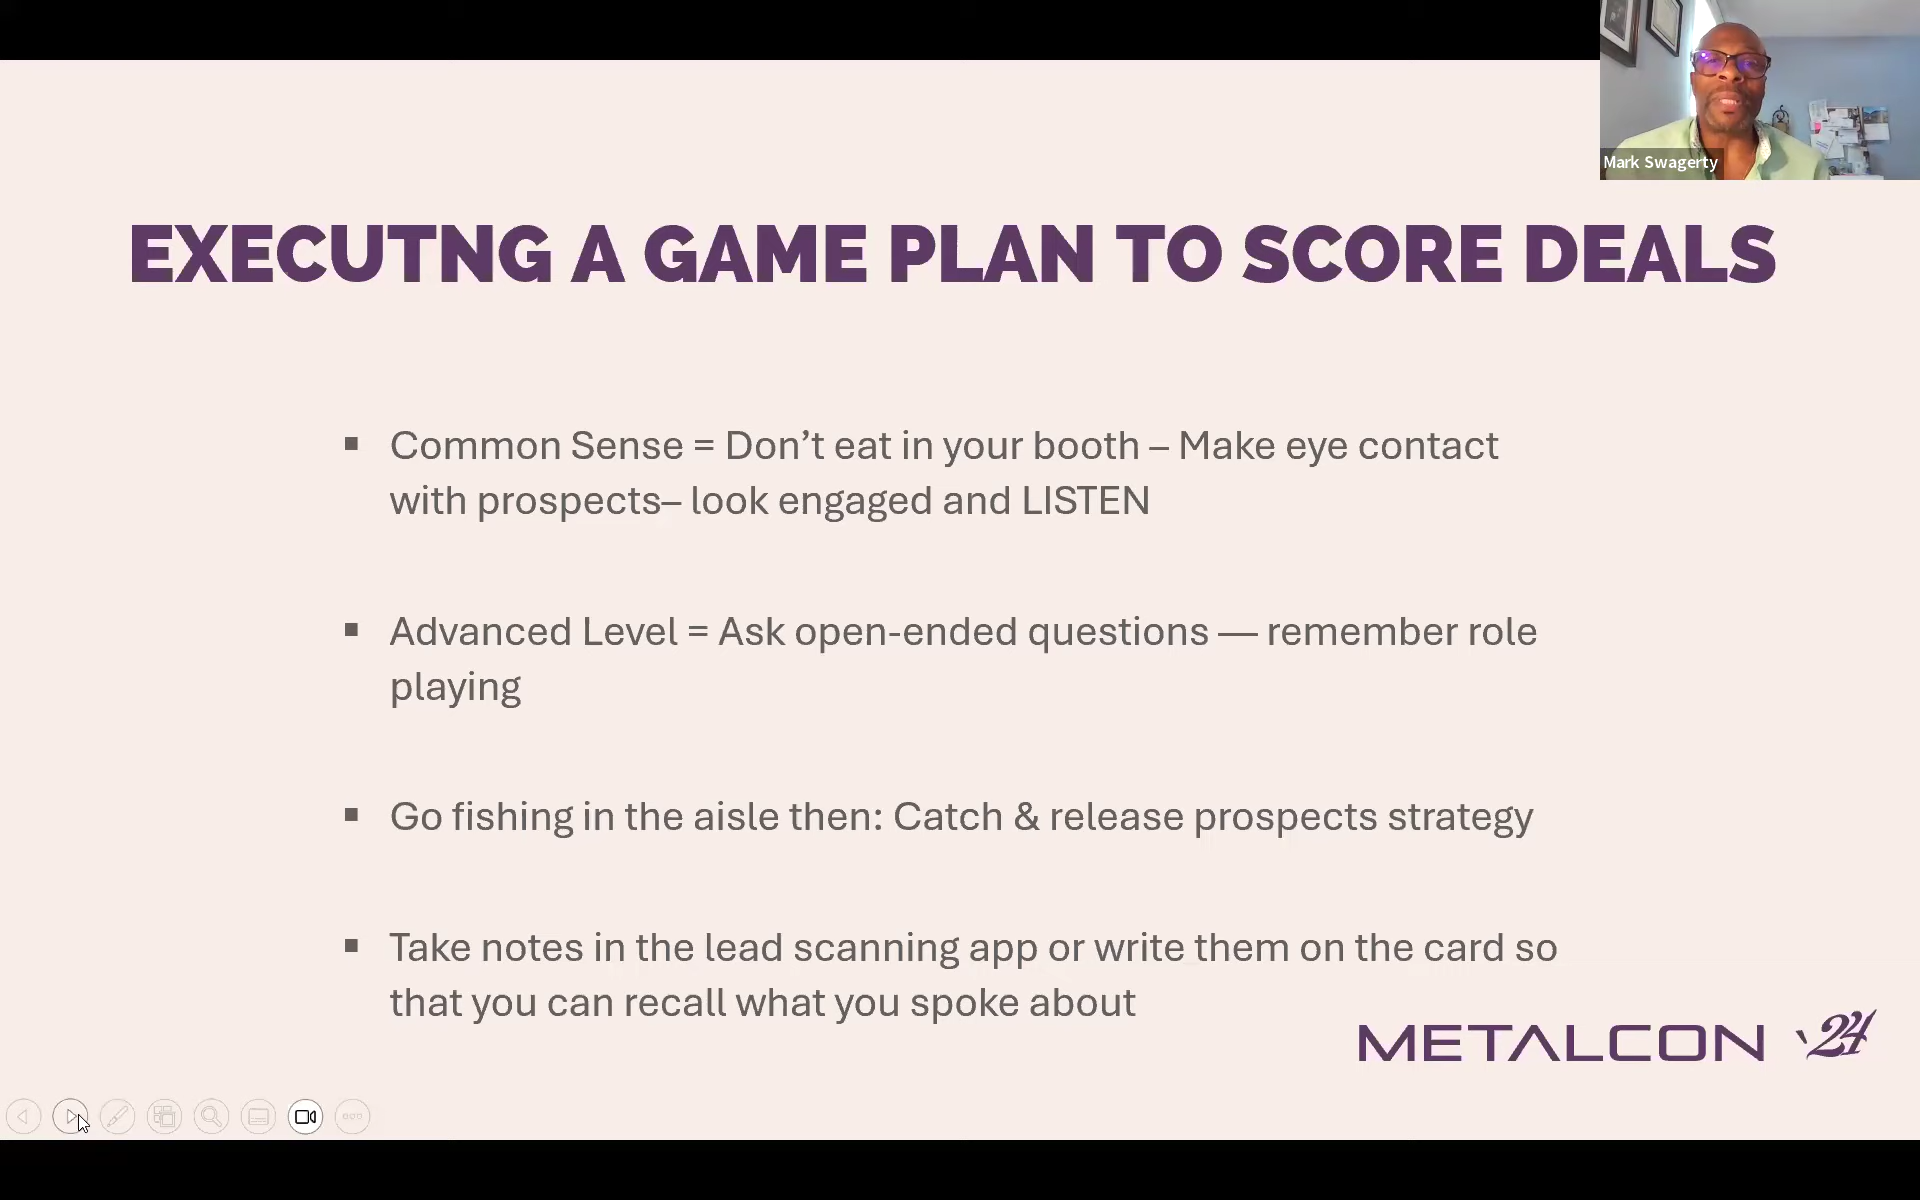 Mark Swagerty
EXECUTNG A GAME PLAN TO SCORE DEALS
▪ Common Sense = Don’t eat in your booth – Make eye contact
with prospects– look engaged and LISTEN
▪ Advanced Level = Ask open-ended questions — remember role
playing
▪ Go fishing in the aisle then: Catch & release prospects strategy
▪ Take notes in the lead scanning app or write them on the card so
that you can recall what you spoke about
METALCON '24